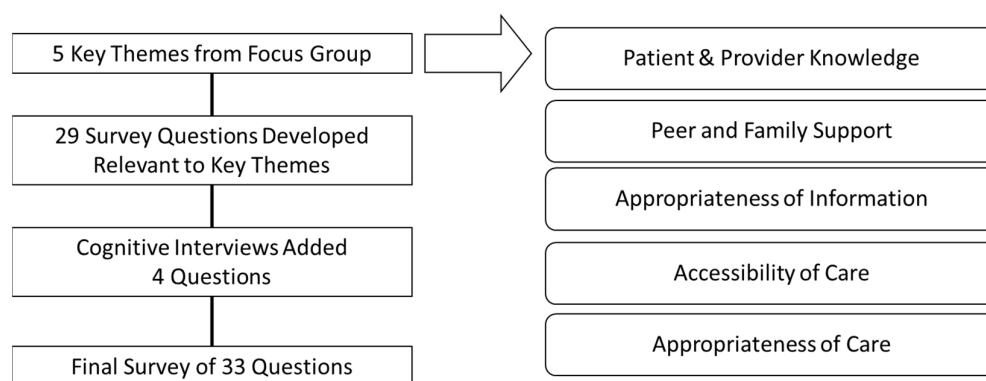 5 Key Themes from Focus Group
29 Survey Questions Developed
Relevant to Key Themes
Cognitive Interviews Added
4 Questions
Final Survey of 33 Questions
Patient & Provider Knowledge
Peer and Family Support
Appropriateness of Information
Accessibility of Care
Appropriateness of Care